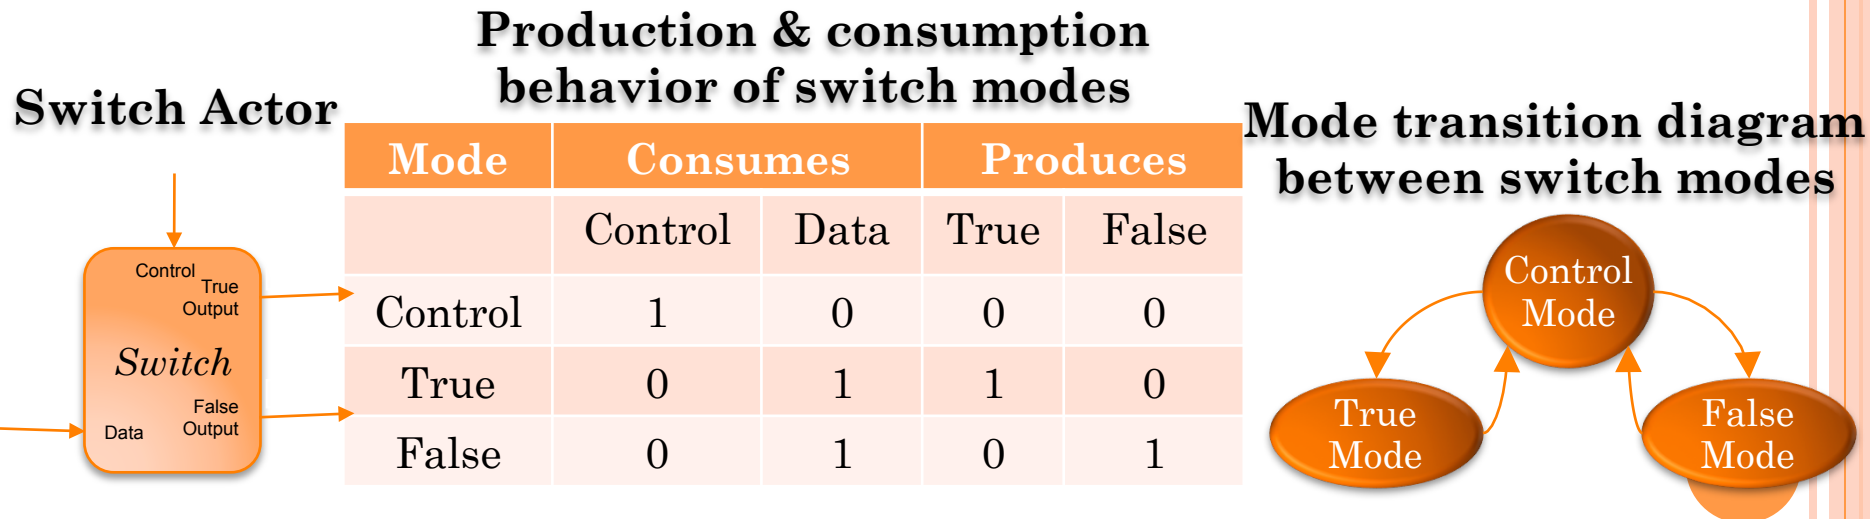 Switch Actor
Control
True
Output
Switch
False
Output
Data
Production & consumption
behavior of switch modes
Mode Consumes Produces
Control Data True False
Control 1 0 0 0
True 0 1 1 0
False 0 1 0 1
Mode transition diagram
between switch modes
Control
Mode
True
Mode
False
Mode